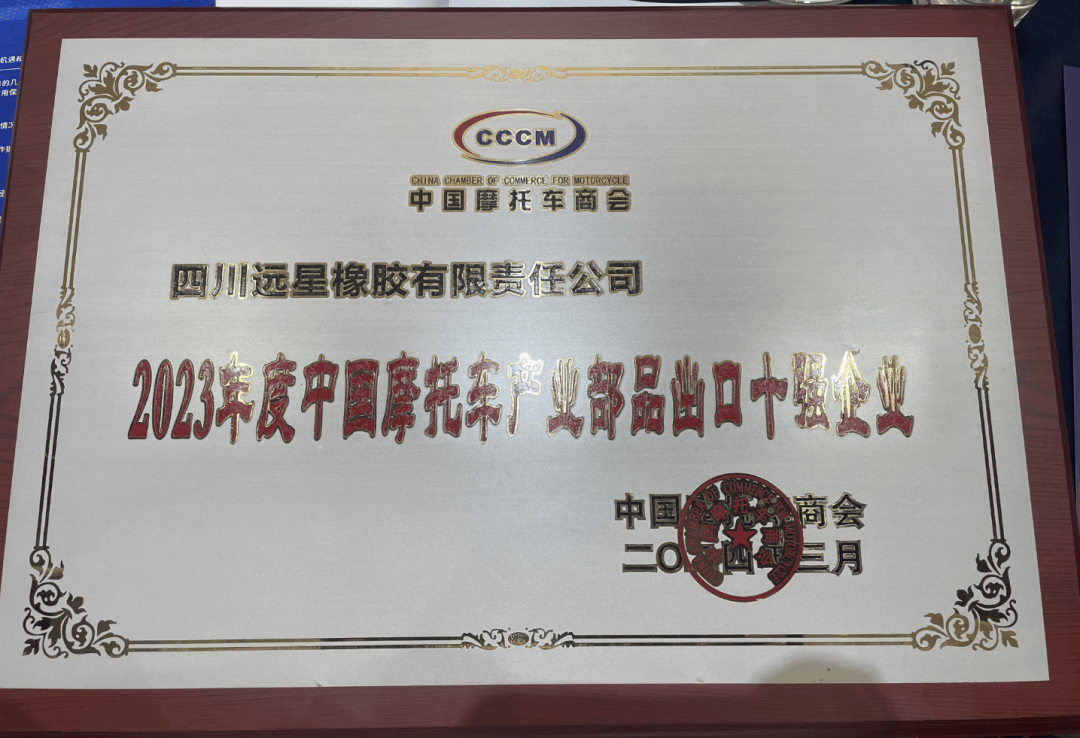 CCCM
CHINA CHAMBER OF COMMERCE FOR MOTORCYCLE
中国摩托车商会
四川远星橡胶有限责任公司
2023年度中国摩托车产业部品出口十强企业
中国 商会
二〇 四 三月